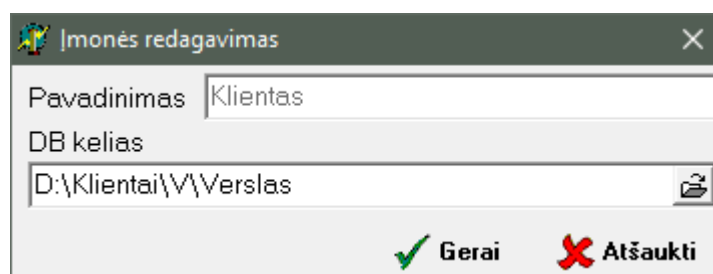 Įmonės redagavimas
Pavadinimas Klientas
DB kelias
D:\Klientai\V\Verslas
Gerai Atšaukti